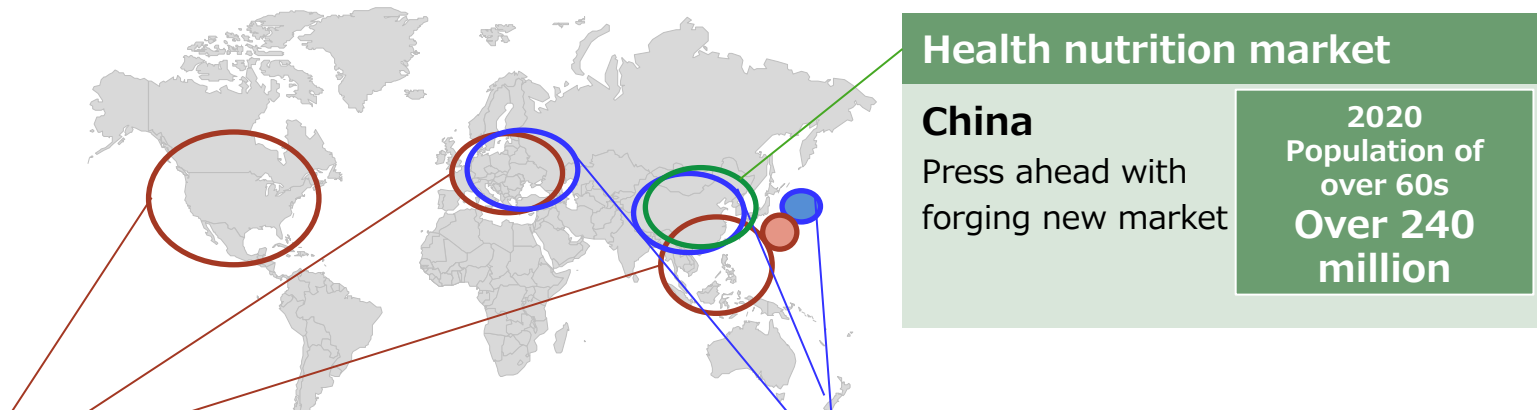 Health nutrition market
China
Press ahead with
forging new market
2020
Population of
over 60s
Over 240
million